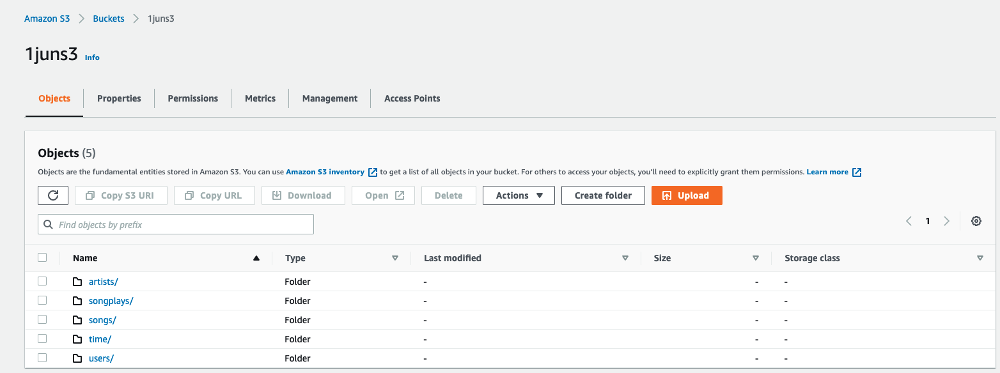 Amazon S3 > Buckets > 1juns3
1juns3 Info
Objects Properties Permissions Metrics Management Access Points
Objects (5)
Objects are the fundamental entities stored in Amazon S3. You can use Amazon S3 inventory to get a list of all objects in your bucket. For others to access your objects, you'll need to explicitly grant them permissions. Learn more
Copy S3 URI Copy URL Download Open Delete Actions Create folder Upload
Find objects by prefix
1
Name Type Last modified Size Storage class
artists/ Folder - - -
songplays/ Folder - - -
songs/ Folder - - -
time/ Folder - - -
users/ Folder - - -